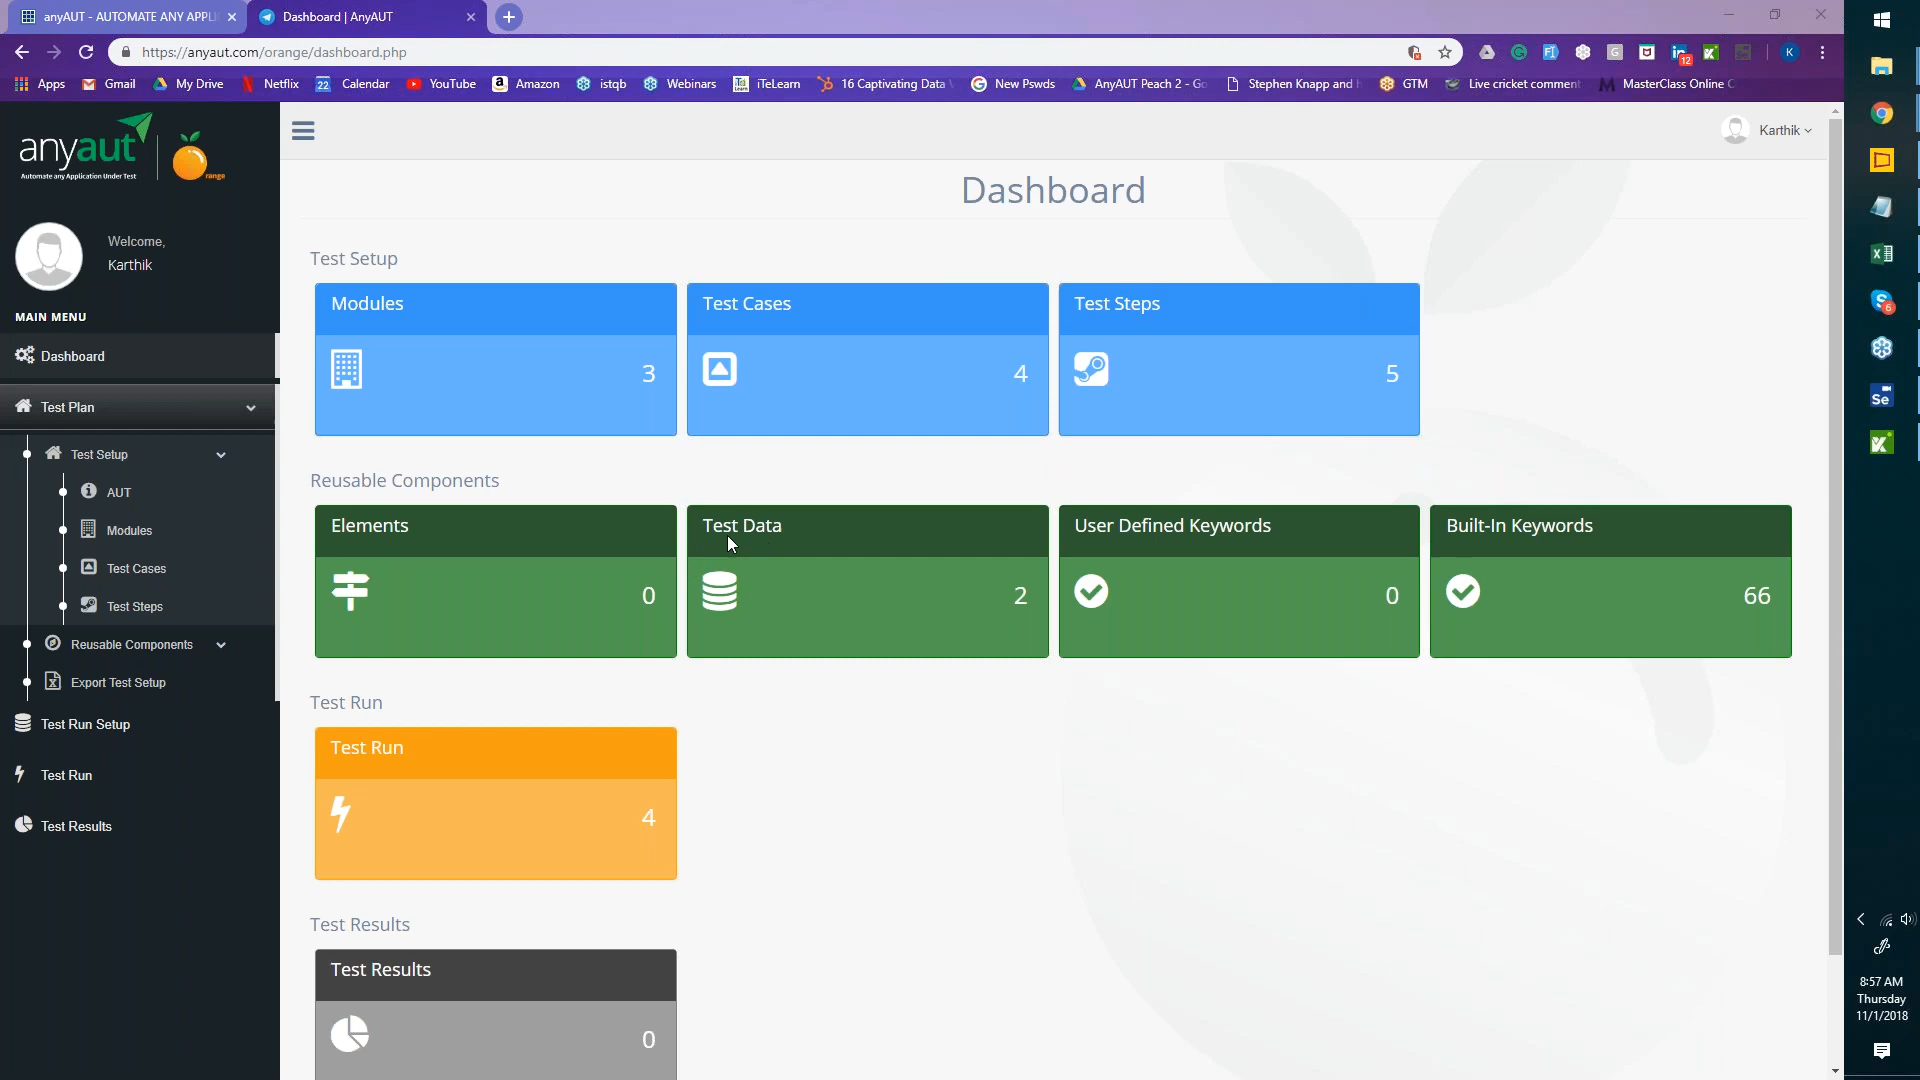 anyAUT - AUTOMATE ANY APPLI
Dashboard | AnyAUT
https://anyaut.com/orange/dashboard.php
12
K
Apps
Gmail
My Drive
Netflix
22 Calendar
YouTube
Amazon
istqb
Webinars
iTeLearn
16 Captivating Data
New Pswds
AnyAUT Peach 2 - Go
Stephen Knapp and
GTM
Live cricket comment
MasterClass Online C
anyaut
Automate any Application Under Test
range
Karthik
Welcome,
Karthik
MAIN MENU
Dashboard
Test Plan
Test Setup
AUT
Modules
Test Cases
Test Steps
Reusable Components
Export Test Setup
Test Run Setup
Test Run
Test Results
Dashboard
Test Setup
Modules
3
Test Cases
4
Test Steps
5
Reusable Components
Elements
0
Test Data
2
User Defined Keywords
0
Built-In Keywords
66
Test Run
Test Run
4
Test Results
Test Results
0
6
Se
8:57 AM
Thursday
11/1/2018